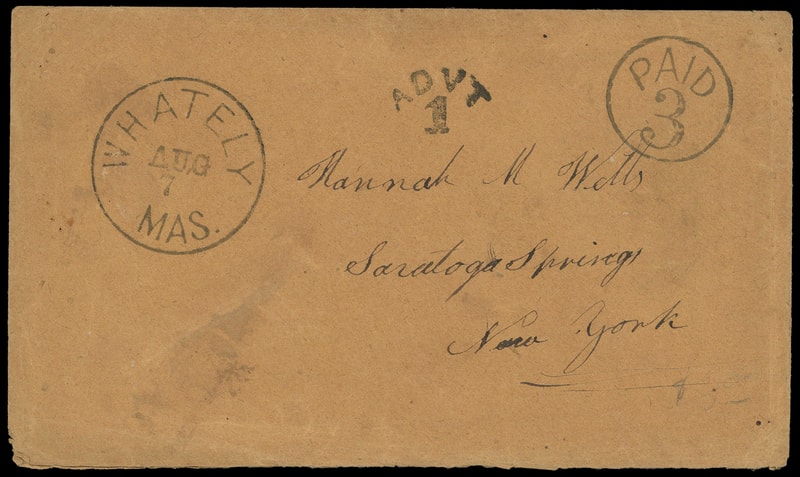 WHATELY
AUG
7
MAS.
ADVT
1
PAID
3
Hannah M Wells
Saratoga Springs
New York